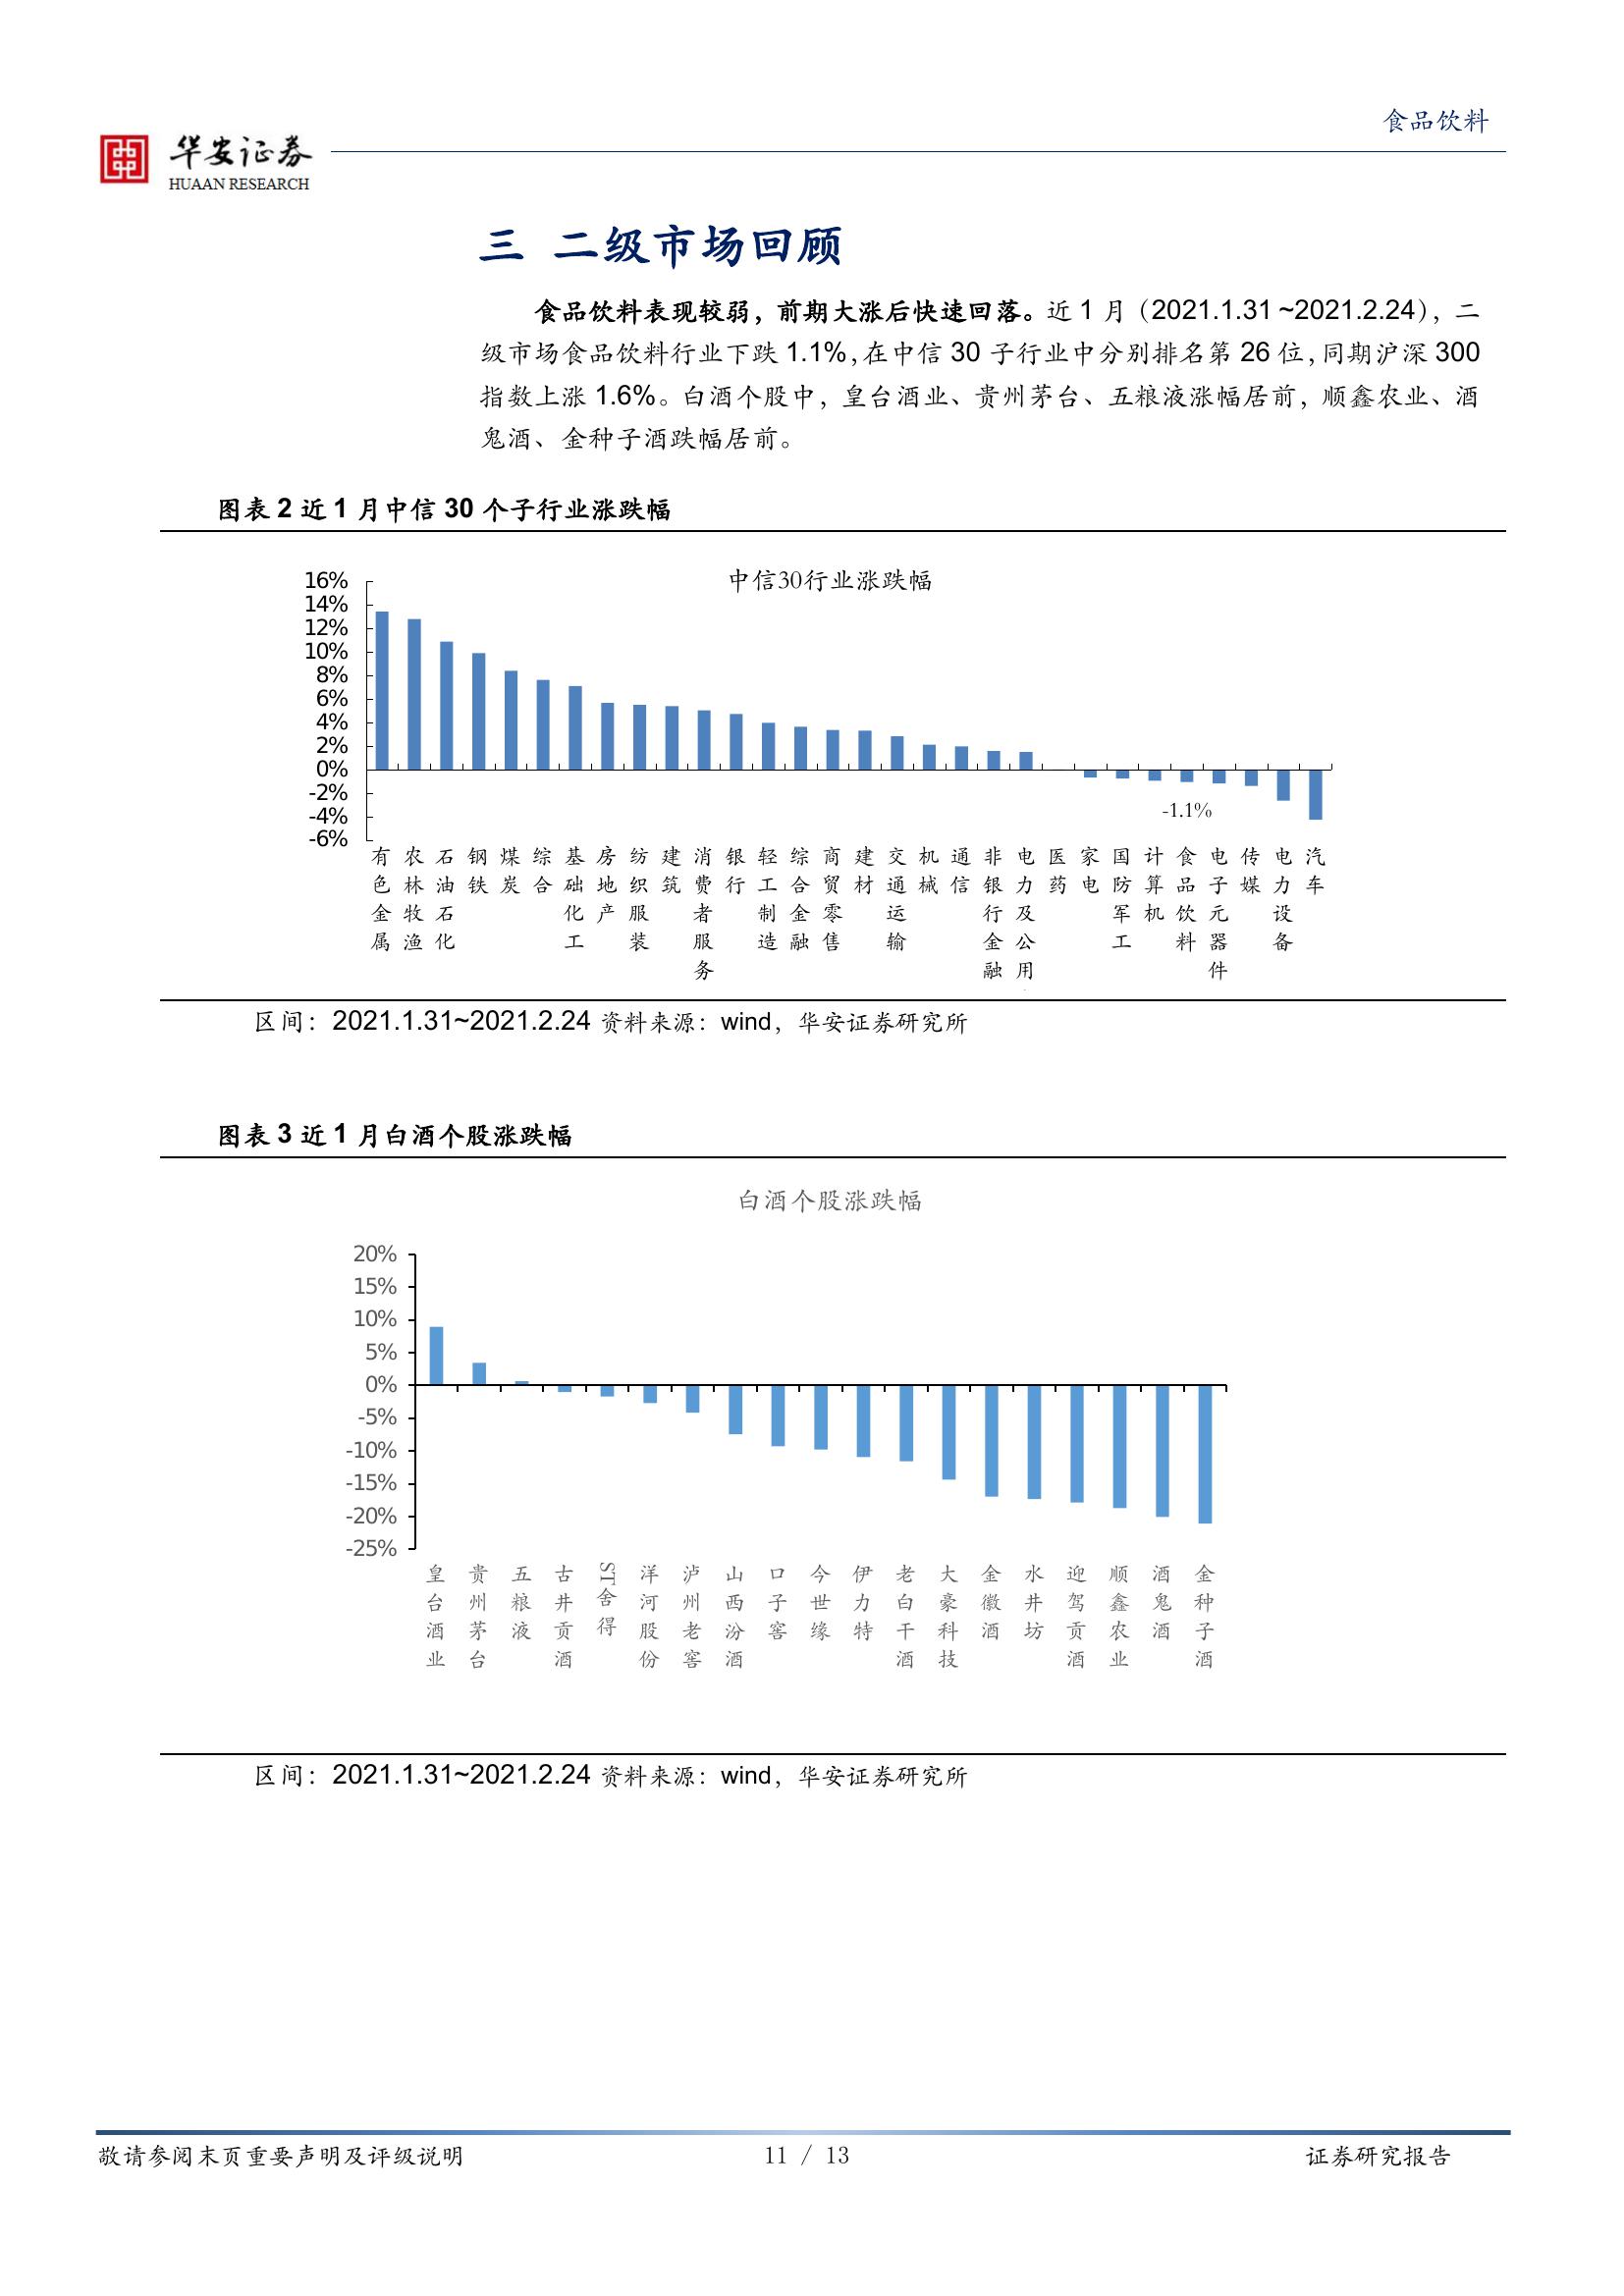 食品饮料
华安证券
HUAAN RESEARCH
三 二级市场回顾
食品饮料表现较弱，前期大涨后快速回落。近 1 月（2021.1.31 ~2021.2.24），二
级市场食品饮料行业下跌 1.1%，在中信 30 子行业中分别排名第 26 位，同期沪深 300
指数上涨 1.6%。白酒个股中，皇台酒业、贵州茅台、五粮液涨幅居前，顺鑫农业、酒
鬼酒、金种子酒跌幅居前。
图表 2 近 1 月中信 30 个子行业涨跌幅
中信30行业涨跌幅
16%
14%
12%
10%
8%
6%
4%
2%
0%
-2%
-4%
-6%
-1.1%
有色金属
农林牧渔
石油石化
钢铁
煤炭
综合
基础化工
房地产
纺织服装
建筑
消费者服务
银行
轻工制造
综合金融
商贸零售
建材
交通运输
机械
通信
非银行金融
电力及公用
医药
家电
国防军工
计算机
食品饮料
电子元器件
传媒
电力设备
汽车
区间：2021.1.31~2021.2.24 资料来源：wind，华安证券研究所
图表 3 近 1 月白酒个股涨跌幅
白酒个股涨跌幅
20%
15%
10%
5%
0%
-5%
-10%
-15%
-20%
-25%
皇台酒业
贵州茅台
五粮液
古井贡酒
ST舍得
洋河股份
泸州老窖
山西汾酒
口子窖
今世缘
伊力特
老白干酒
大豪科技
金徽酒
水井坊
迎驾贡酒
顺鑫农业
酒鬼酒
金种子酒
区间：2021.1.31~2021.2.24 资料来源：wind，华安证券研究所
敬请参阅末页重要声明及评级说明
11 / 13
证券研究报告